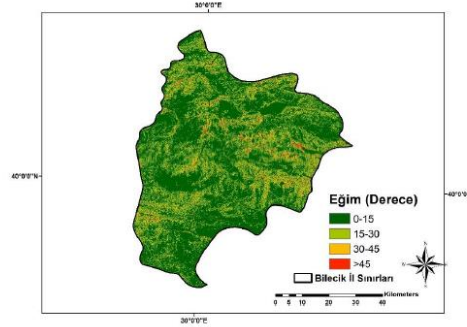 30°0'0"E
40°0'0"N
40°0'0"N
Eğim (Derece)
0-15
15-30
30-45
>45
Bilecik İl Sınırları
N
Kilometers
0 5 10 20 30 40
30°0'0"E